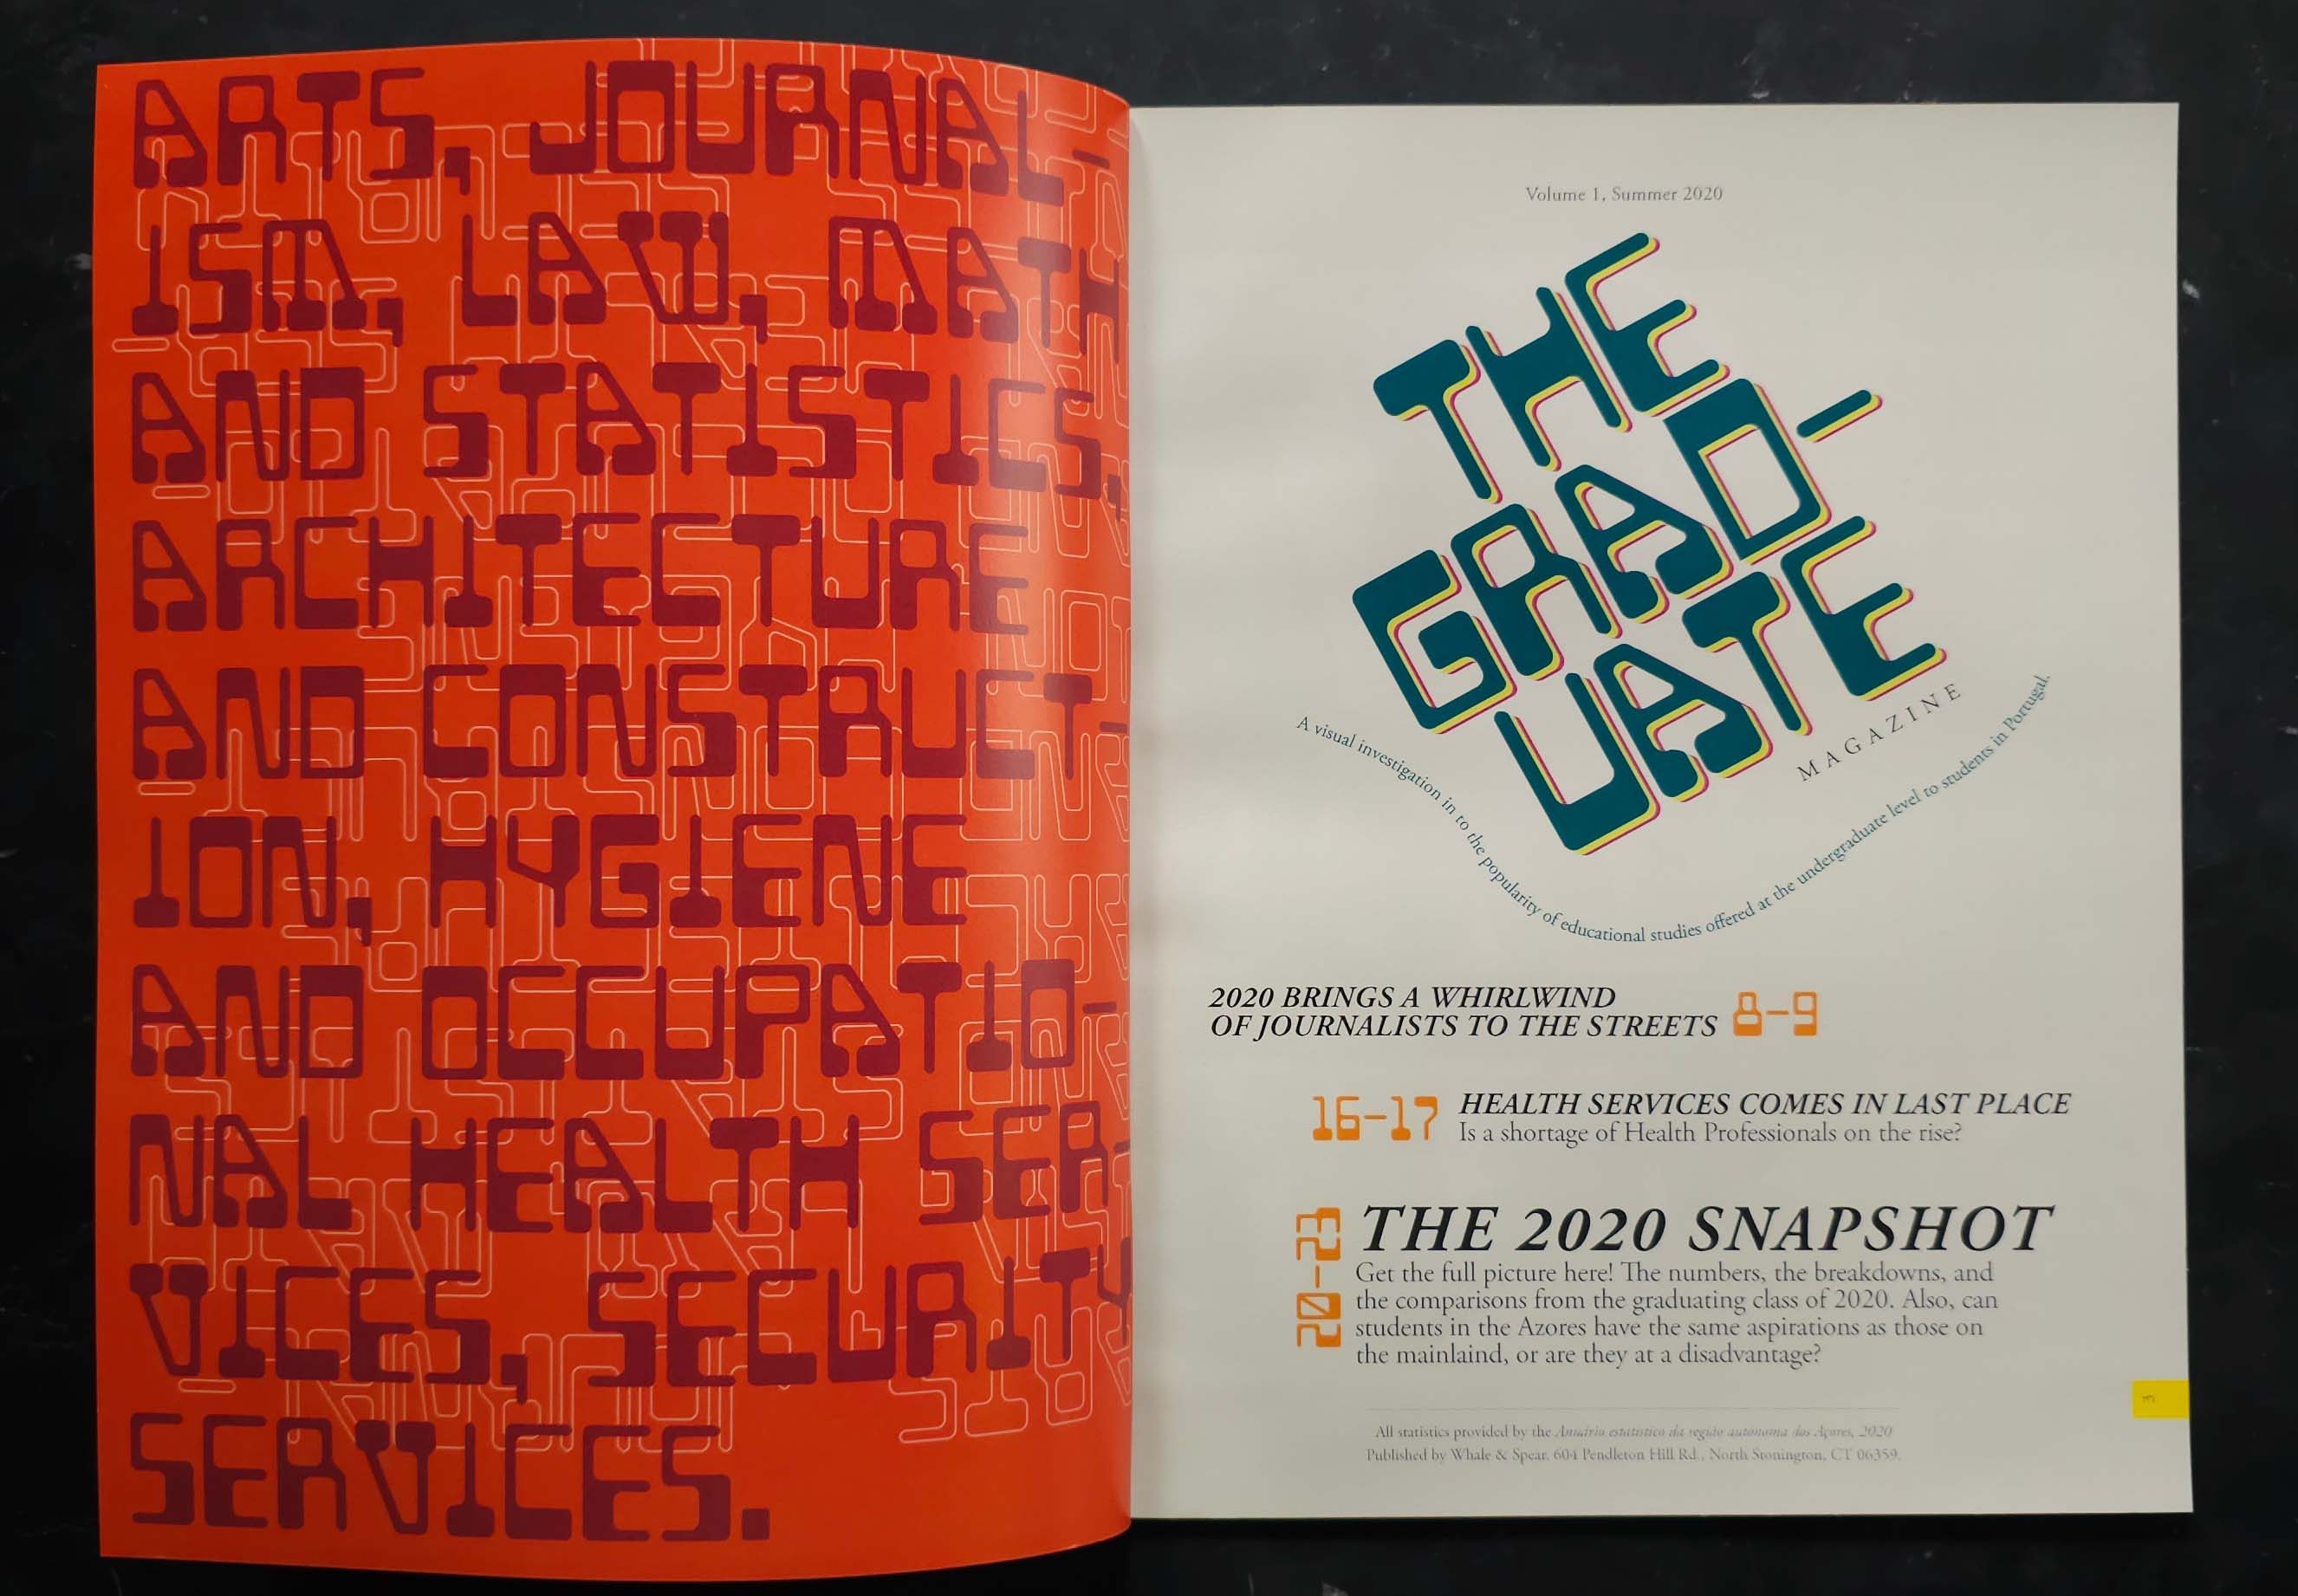 ARTS, JOURNAL-
ISM, LAW, MATH
AND STATISTICS,
ARCHITECTURE
AND CONSTRUCT-
ION, HYGIENE
AND OCCUPATIO-
NAL HEALTH SER-
VICES, SECURITY
SERVICES.
Volume 1, Summer 2020
THE
GRAD-
UATE
MAGAZINE
A visual investigation in to the popularity of educational studies offered at the undergraduate level to students in Portugal.
2020 BRINGS A WHIRLWIND
OF JOURNALISTS TO THE STREETS 8–9
16–17 HEALTH SERVICES COMES IN LAST PLACE
Is a shortage of Health Professionals on the rise?
20–23 THE 2020 SNAPSHOT
Get the full picture here! The numbers, the breakdowns, and
the comparisons from the graduating class of 2020. Also, can
students in the Azores have the same aspirations as those on
the mainlaind, or are they at a disadvantage?
All statistics provided by the Anuário estatístico da região autónoma dos Açores, 2020
Published by Whale & Spear, 604 Pendleton Hill Rd., North Stonington, CT 06359.